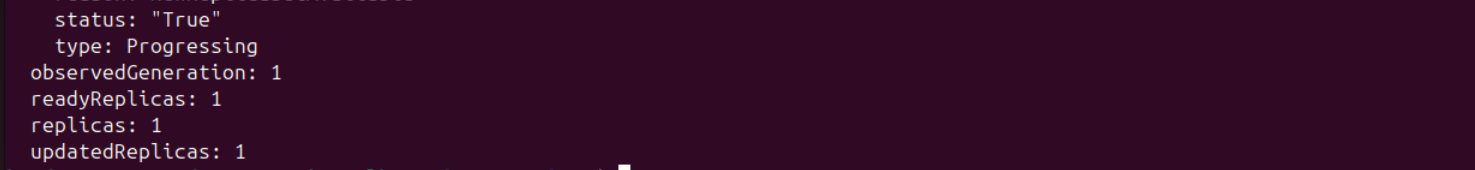 status: "True"
type: Progressing
observedGeneration: 1
readyReplicas: 1
replicas: 1
updatedReplicas: 1